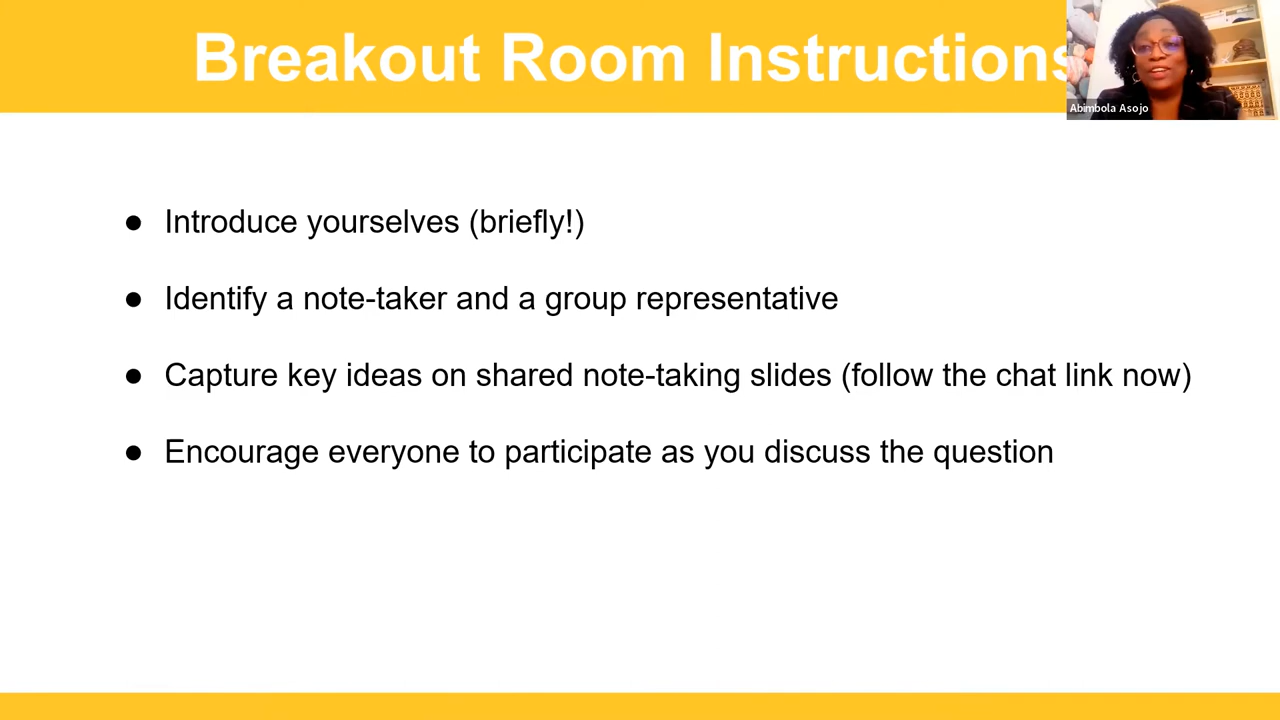 Breakout Room Instructions
Abimbola Asojo
● Introduce yourselves (briefly!)
● Identify a note-taker and a group representative
● Capture key ideas on shared note-taking slides (follow the chat link now)
● Encourage everyone to participate as you discuss the question